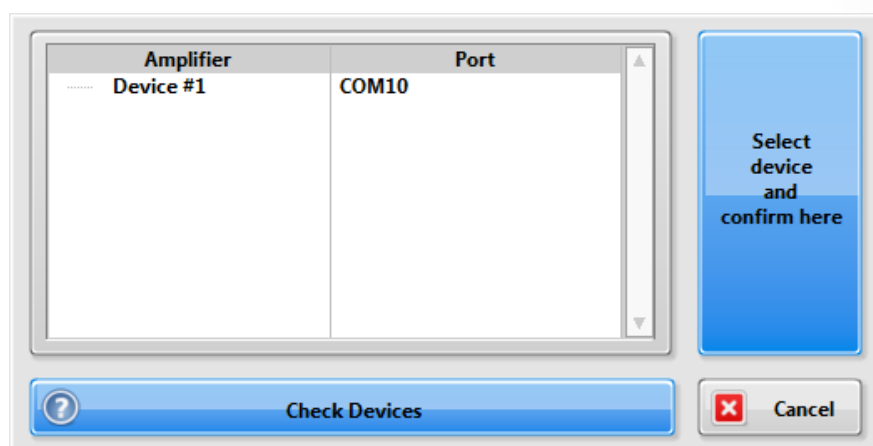 Amplifier Port
Device #1 COM10
Select
device
and
confirm here
Check Devices
Cancel